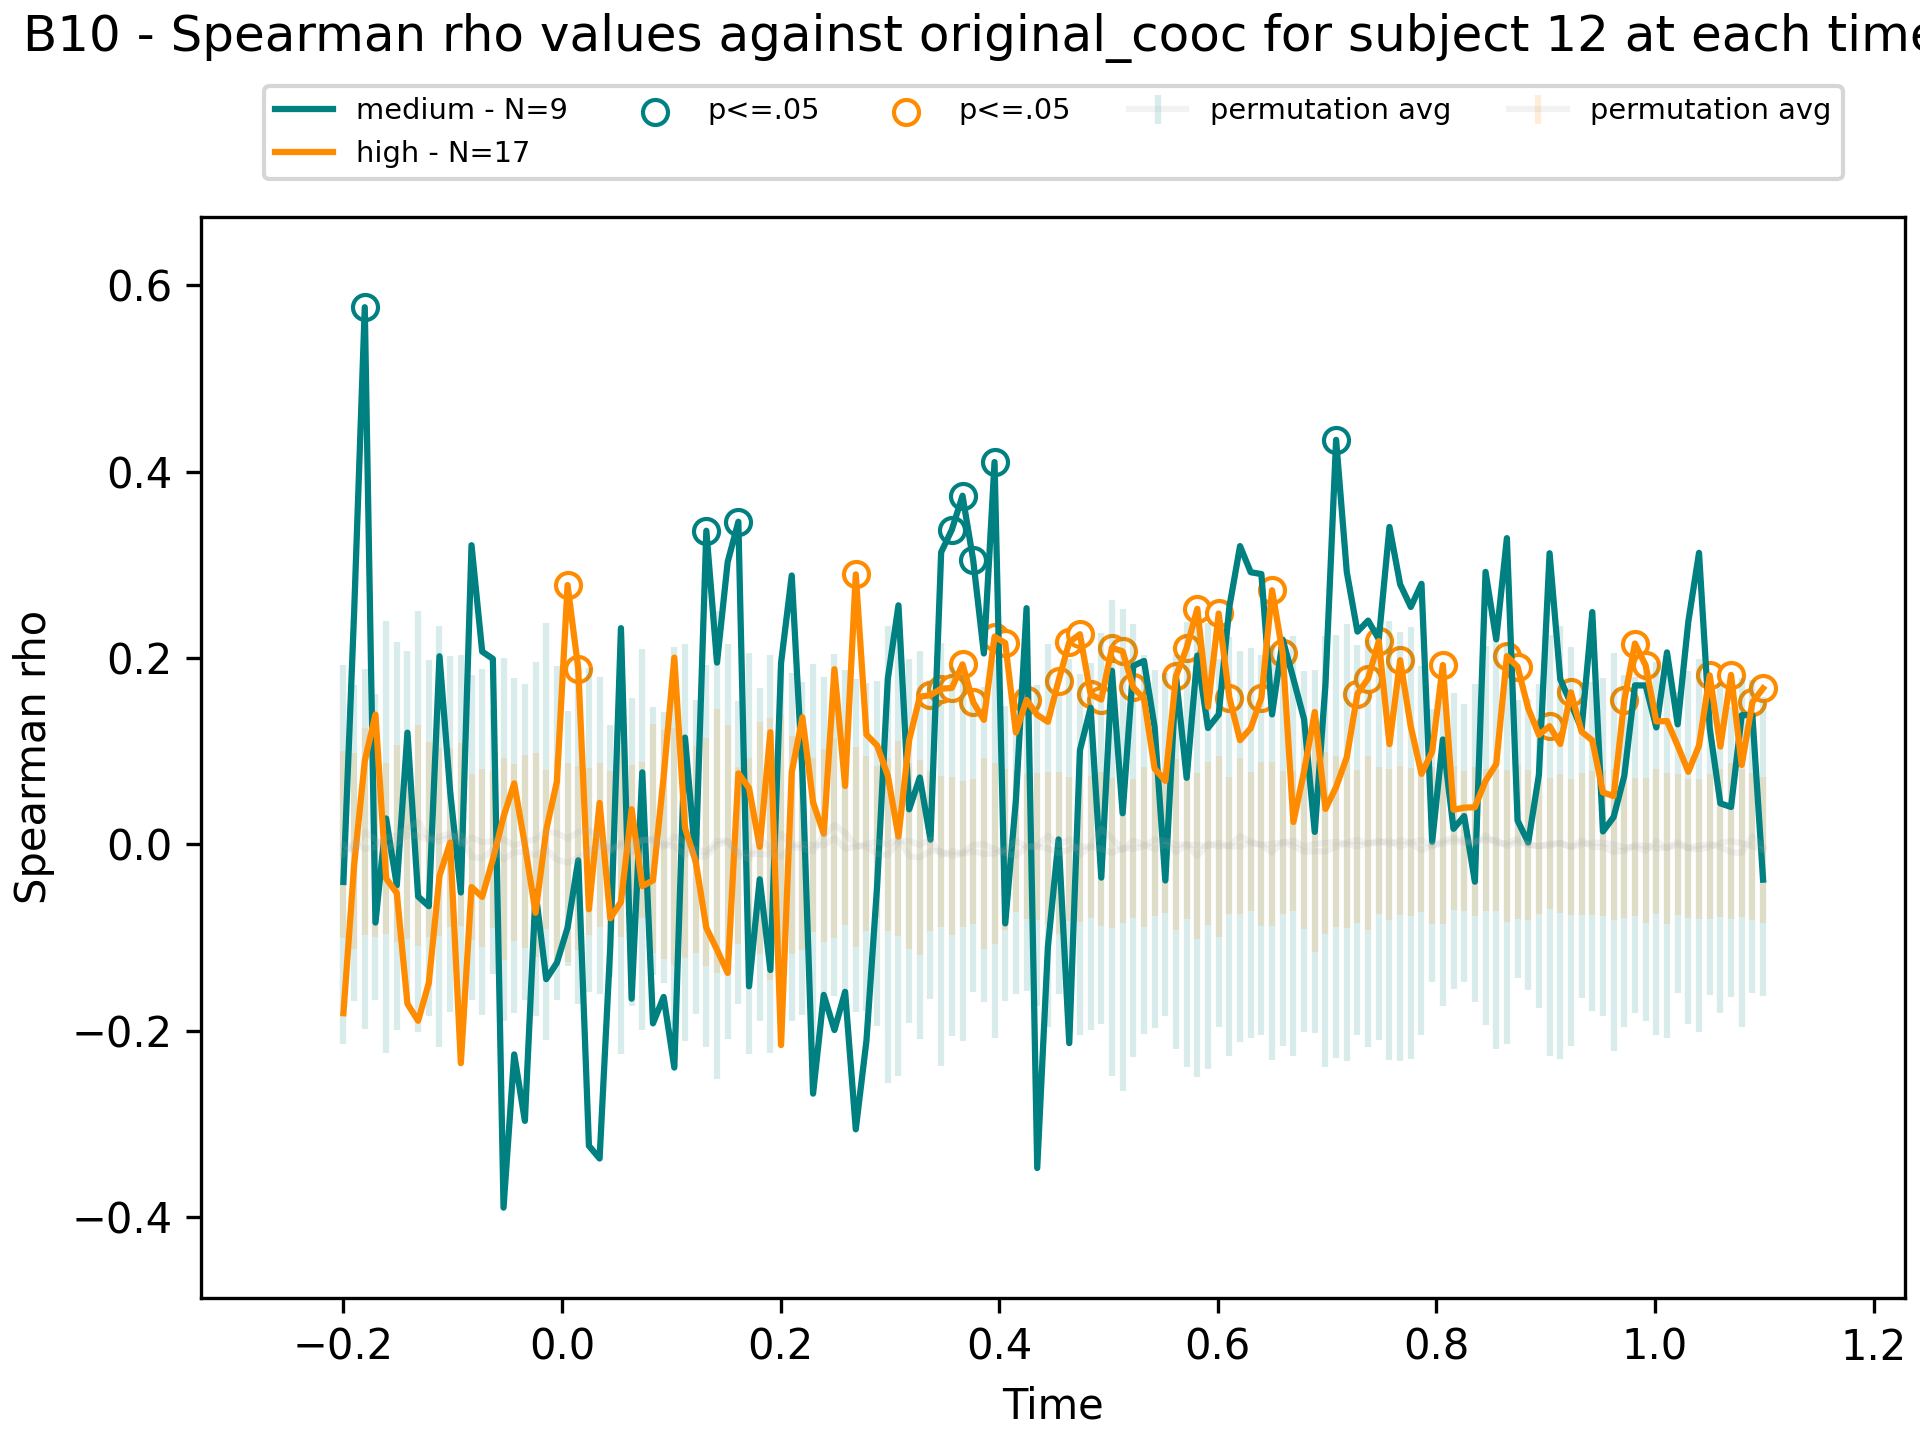 B10 - Spearman rho values against original_cooc for subject 12 at each time
medium - N=9
high - N=17
p<=.05
p<=.05
permutation avg
permutation avg
Spearman rho
0.6
0.4
0.2
0.0
−0.2
−0.4
−0.2
0.0
0.2
0.4
0.6
0.8
1.0
1.2
Time